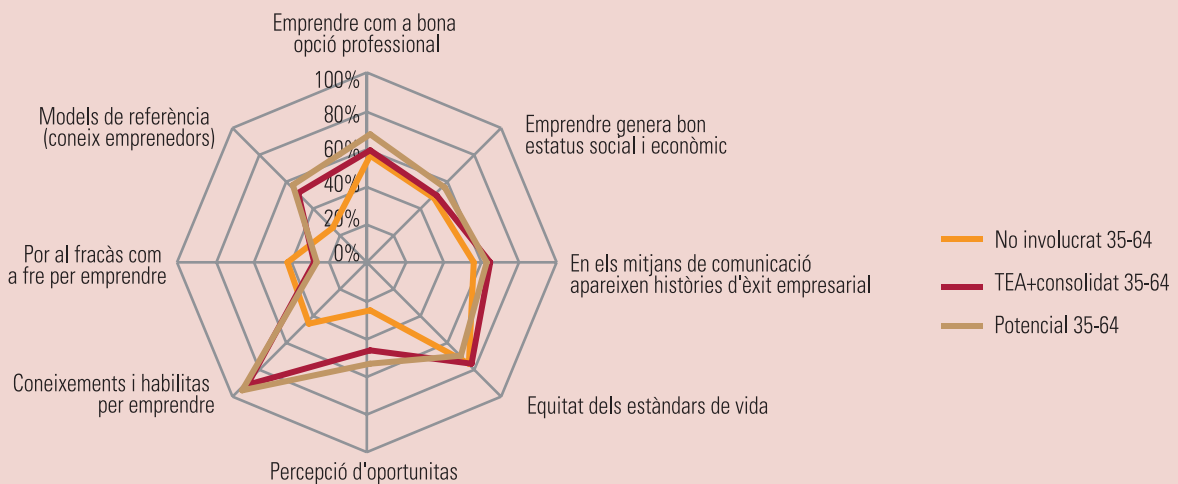 Emprendre com a bona
opció professional
100%
80%
60%
40%
20%
0%
Emprendre genera bon
estatus social i econòmic
En els mitjans de comunicació
apareixen històries d'èxit empresarial
Equitat dels estàndars de vida
Percepció d'oportunitas
Coneixements i habilitas
per emprendre
Por al fracàs com
a fre per emprendre
Models de referència
(coneix emprenedors)
No involucrat 35-64
TEA+consolidat 35-64
Potencial 35-64